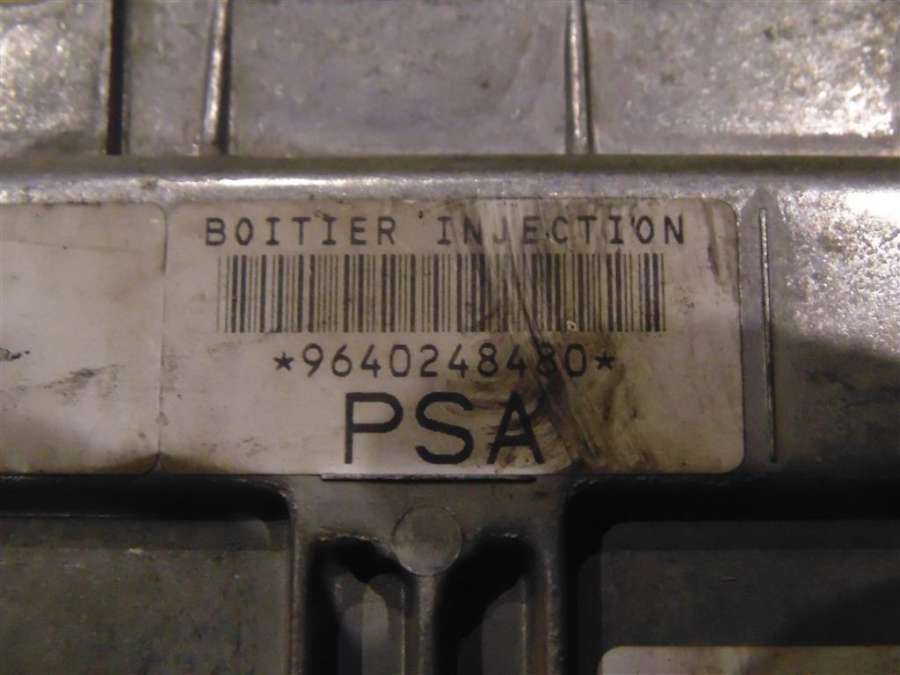 BOITIER INJECTION
*9640248480*
PSA